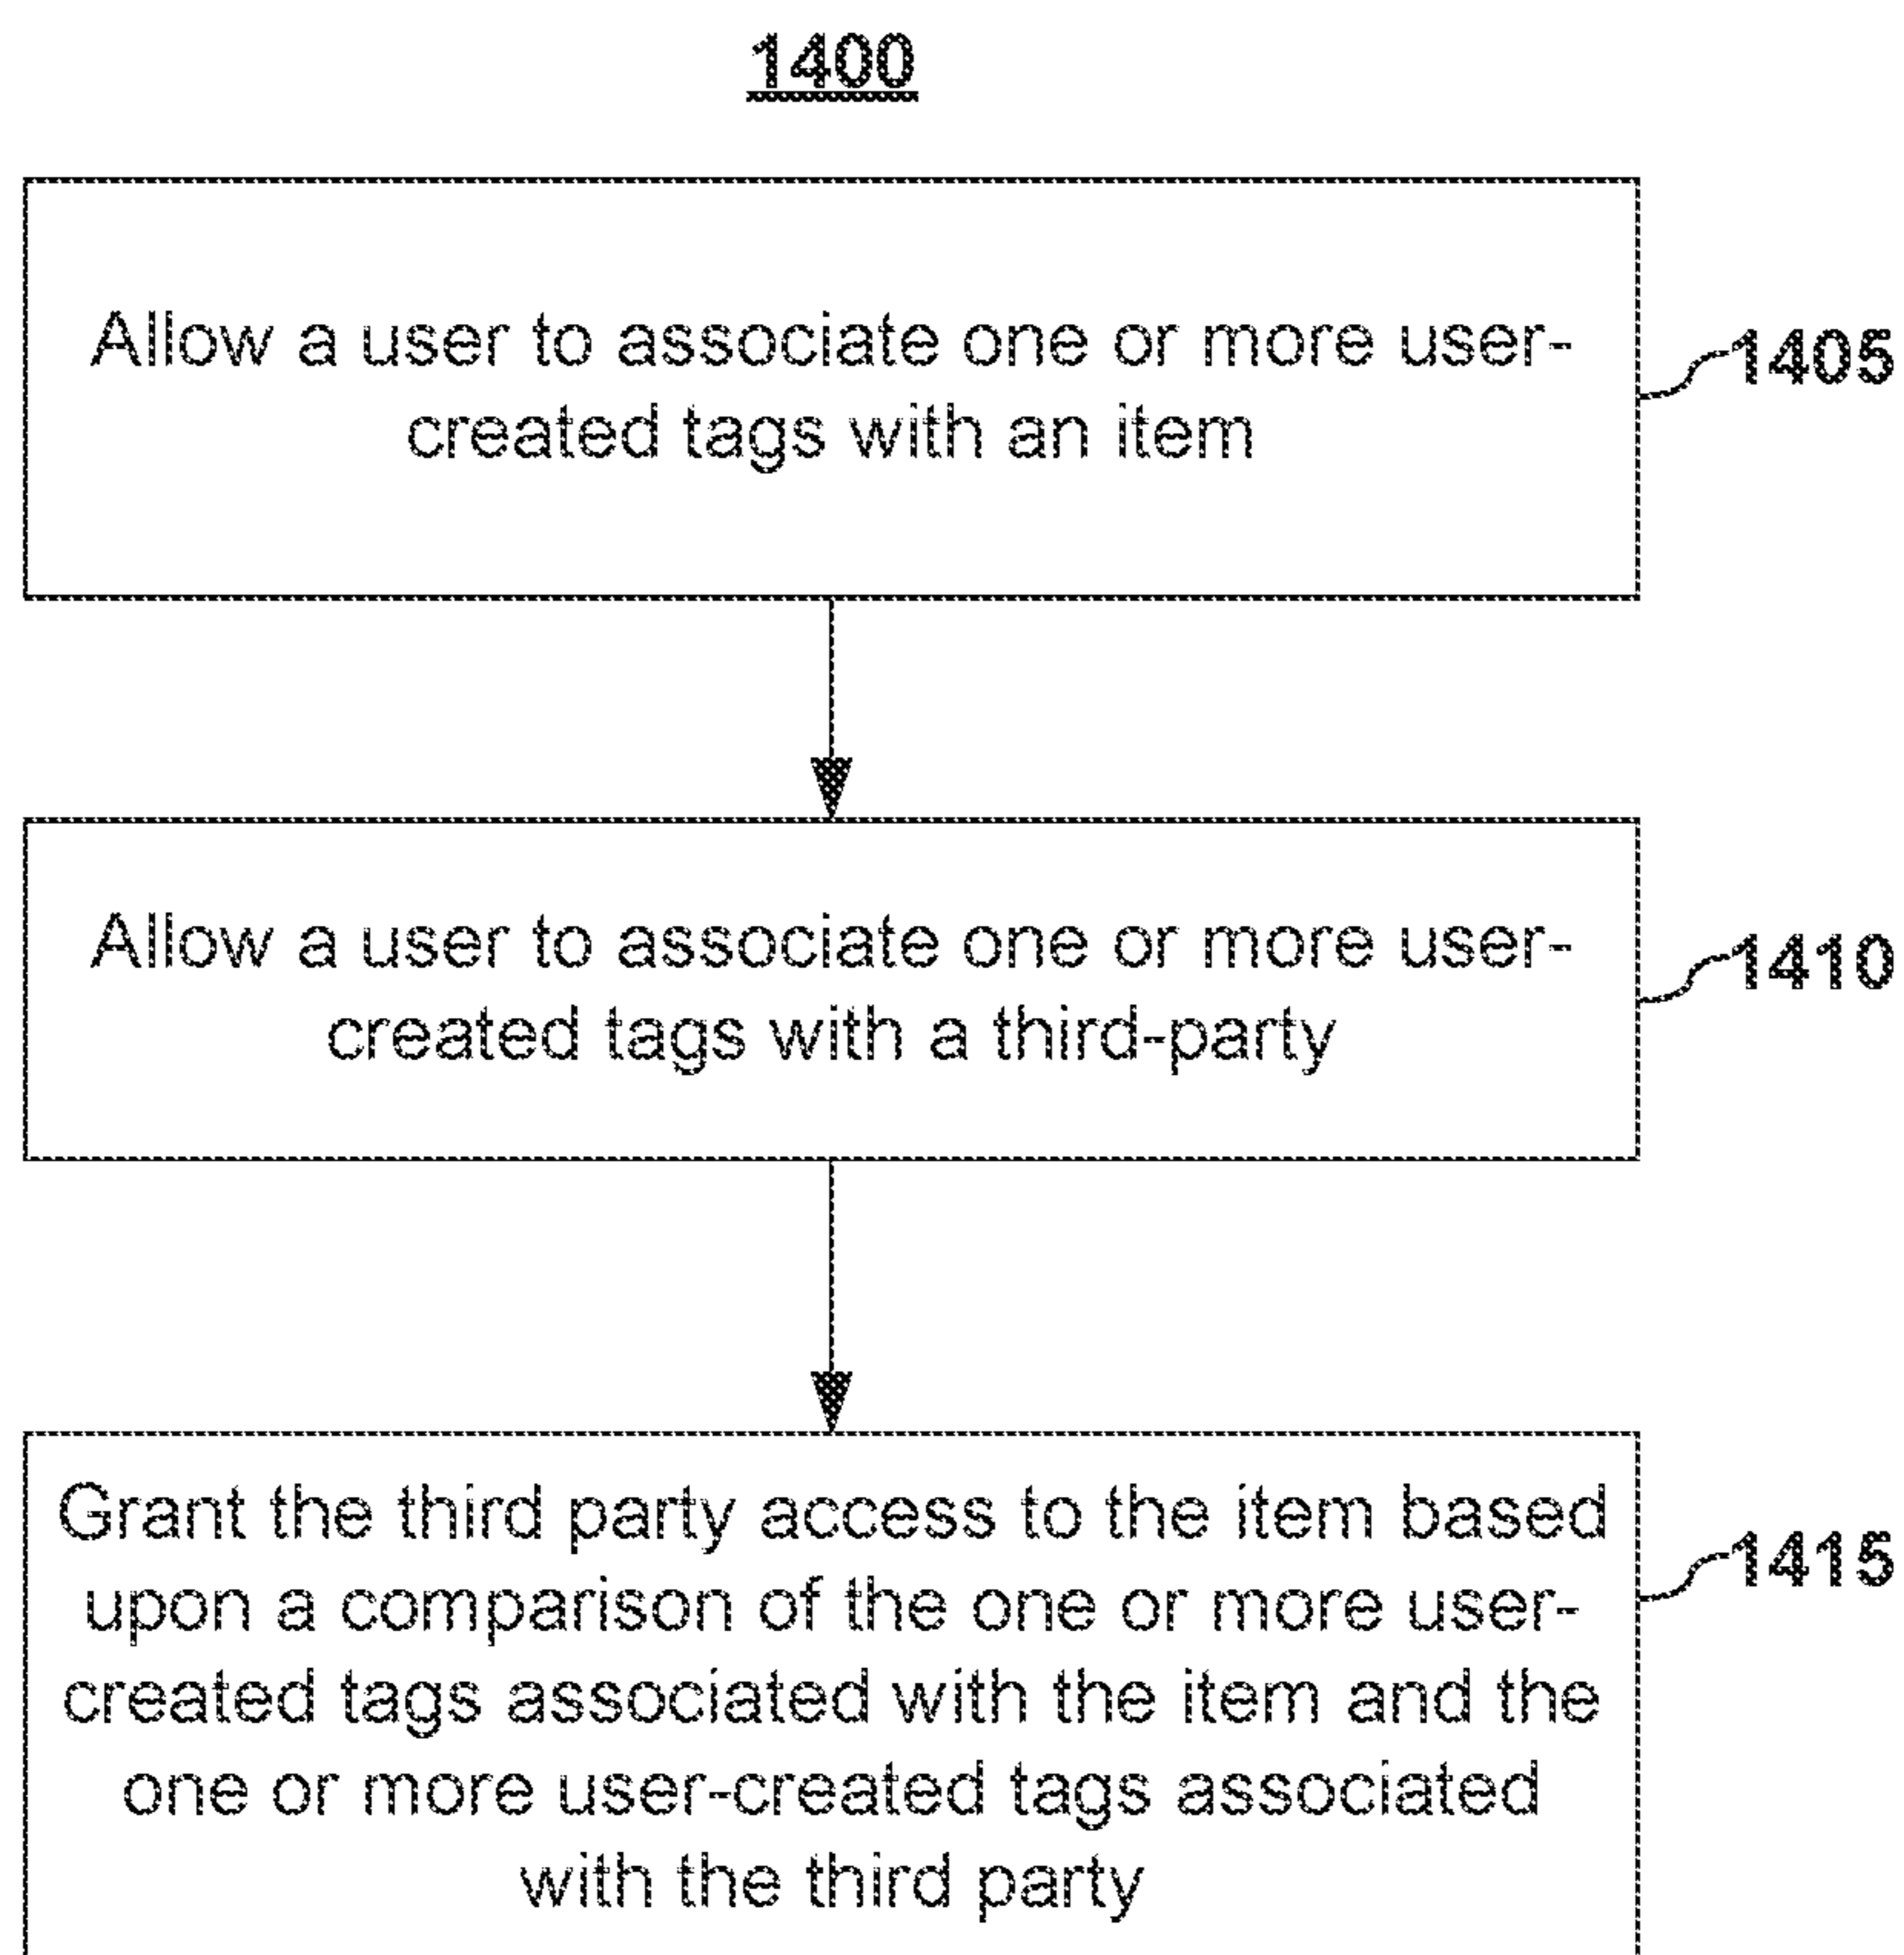 1400
Allow a user to associate one or more user-
created tags with an item
1405
Allow a user to associate one or more user-
created tags with a third-party
1410
Grant the third party access to the item based
upon a comparison of the one or more user-
created tags associated with the item and the
one or more user-created tags associated
with the third party
1415